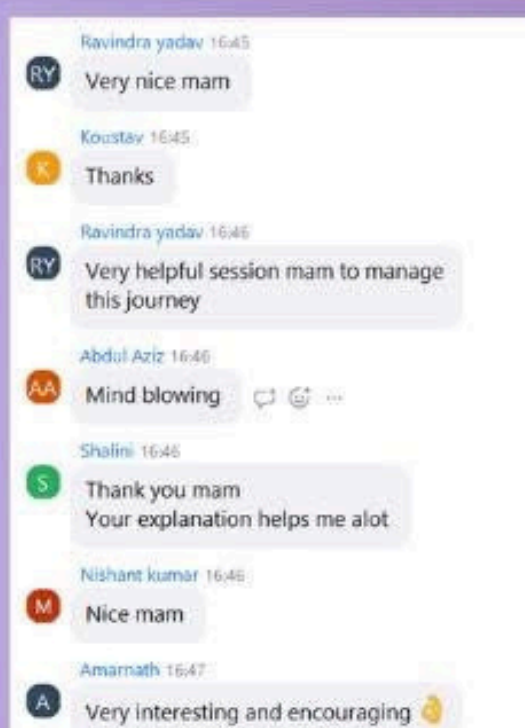 Ravindra yadav 16:45
RY
Very nice mam
Koustav 16:45
K
Thanks
Ravindra yadav 16:46
RY
Very helpful session mam to manage
this journey
Abdul Aziz 16:46
AA
Mind blowing
Shalini 16:46
S
Thank you mam
Your explanation helps me alot
Nishant kumar 16:46
M
Nice mam
Amarnath 16:47
A
Very interesting and encouraging 👌